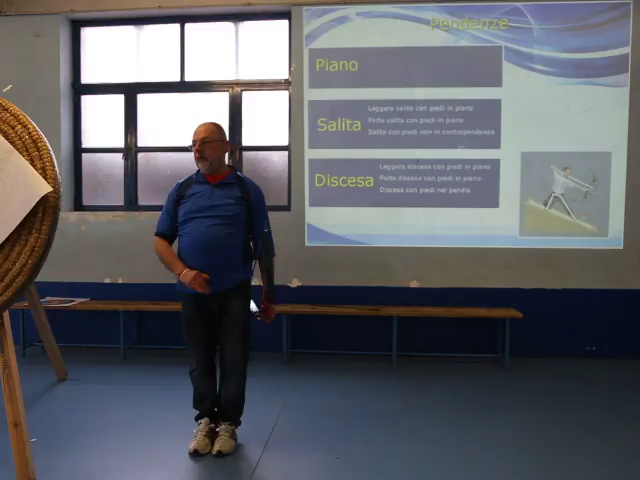 Pendenze
Piano
Salita
Leggera salita con piedi in piano
Forte salita con piedi in piano
Salita con piedi non in contropendenza
Discesa
Leggera discesa con piedi in piano
Forte discesa con piedi in piano
Discesa con piedi nel pendio